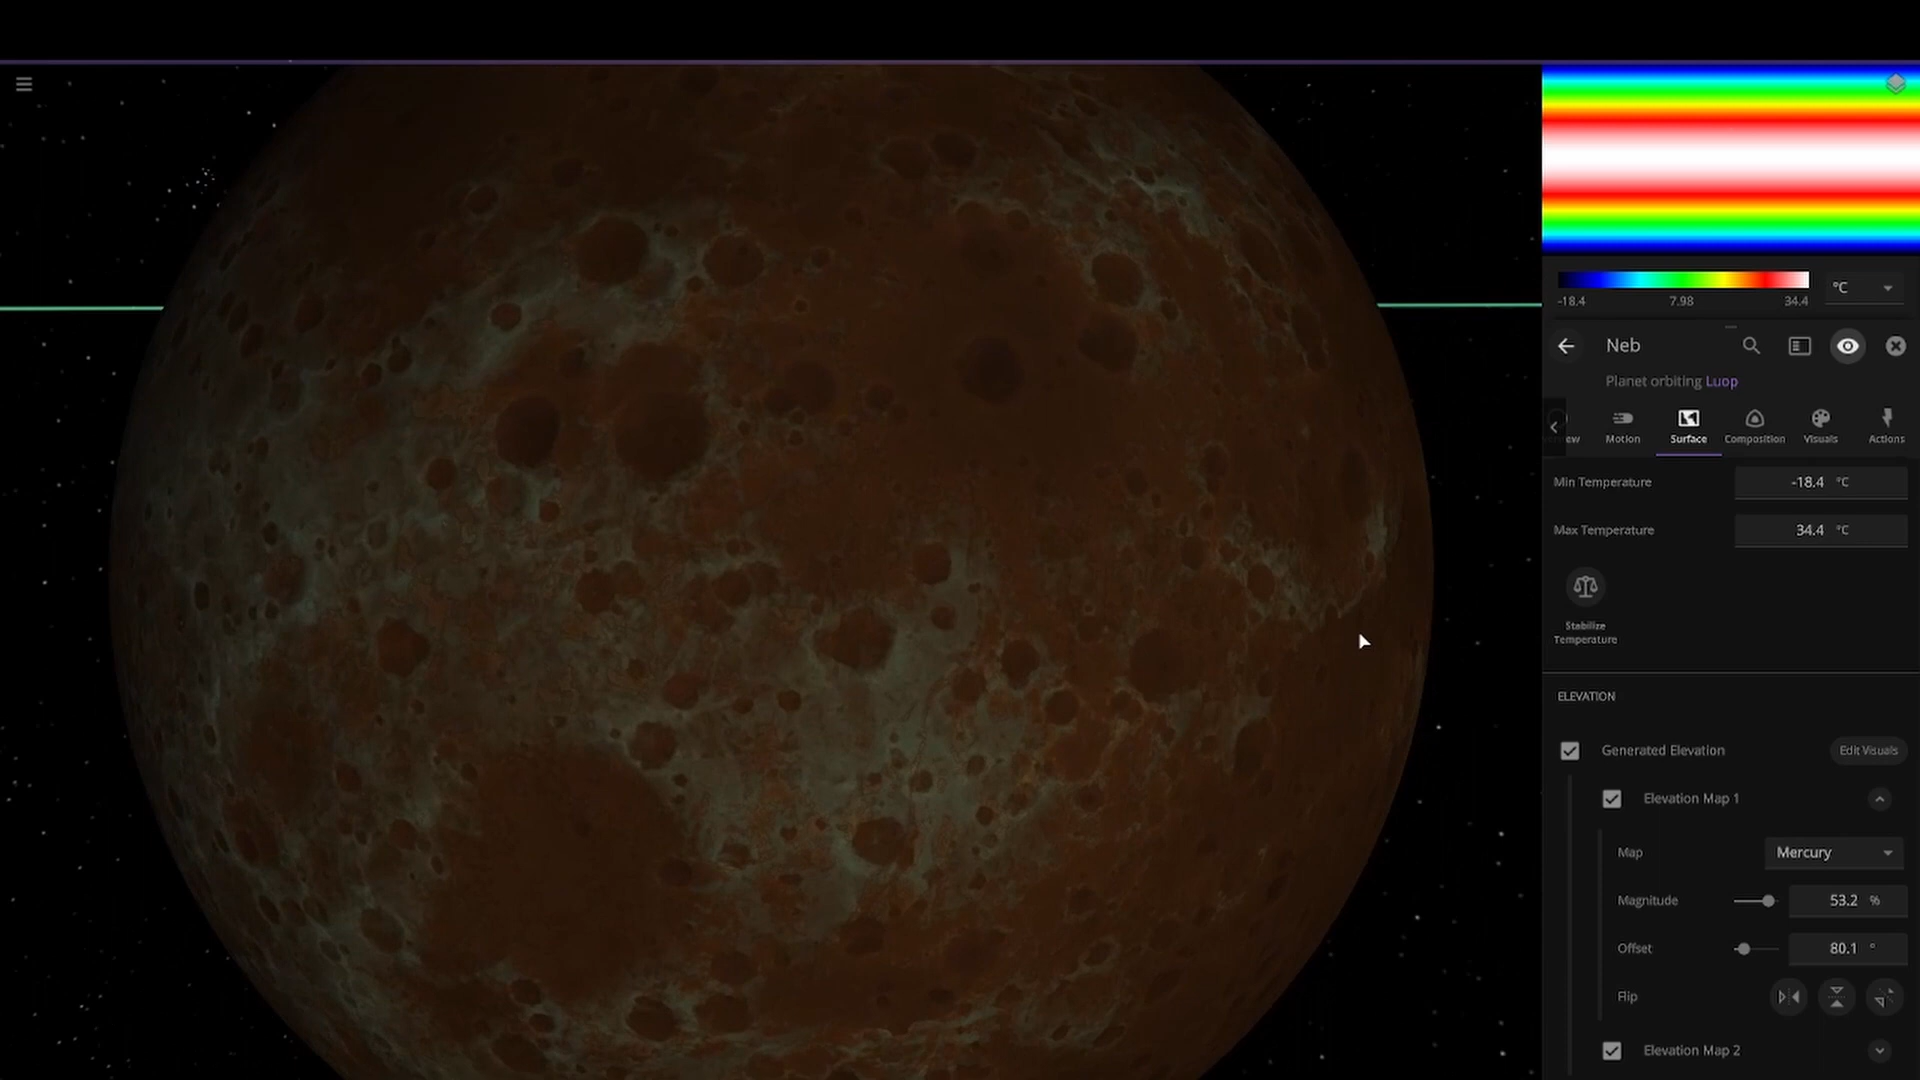 °C
-18.4 7.98 34.4
Neb
Planet orbiting Luop
Motion Surface Composition Visuals Actions
Min Temperature -18.4 °C
Max Temperature 34.4 °C
Stabilize
Temperature
ELEVATION
Generated Elevation Edit Visuals
Elevation Map 1
Map Mercury
Magnitude 53.2 %
Offset 80.1 °
Flip
Elevation Map 2